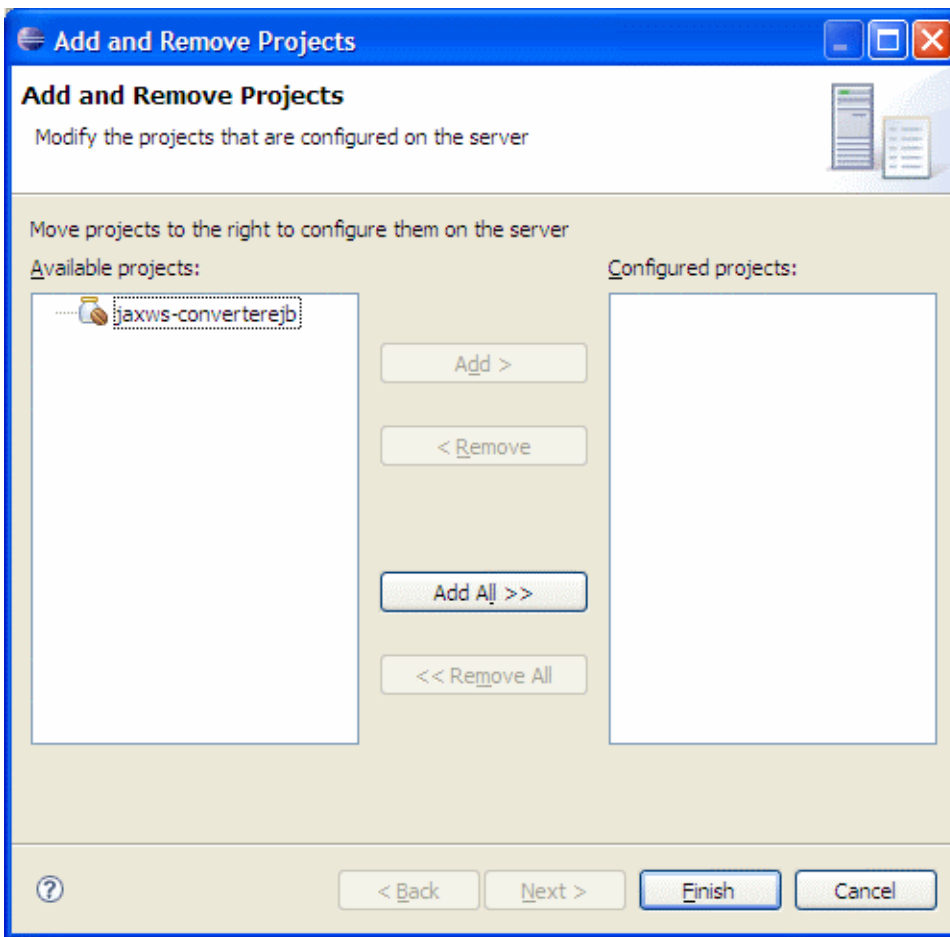 Add and Remove Projects
Add and Remove Projects
Modify the projects that are configured on the server
Move projects to the right to configure them on the server
Available projects:
Configured projects:
jaxws-converterejb
Add >
< Remove
Add All >>
<< Remove All
?
< Back
Next >
Finish
Cancel